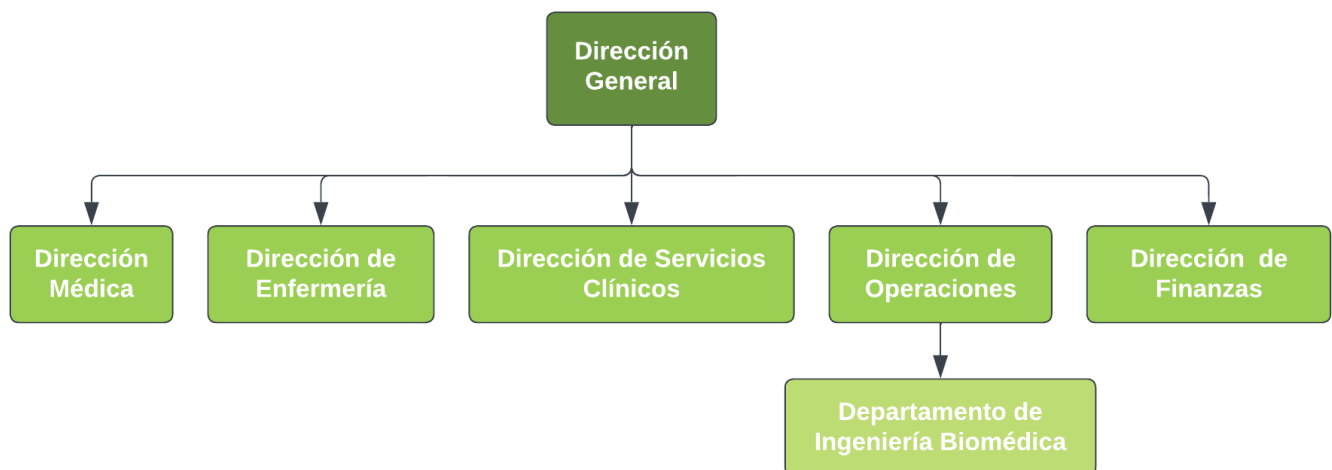 Dirección
General
Dirección
Médica
Dirección de
Enfermería
Dirección de Servicios
Clínicos
Dirección de
Operaciones
Dirección  de
Finanzas
Departamento de
Ingeniería Biomédica